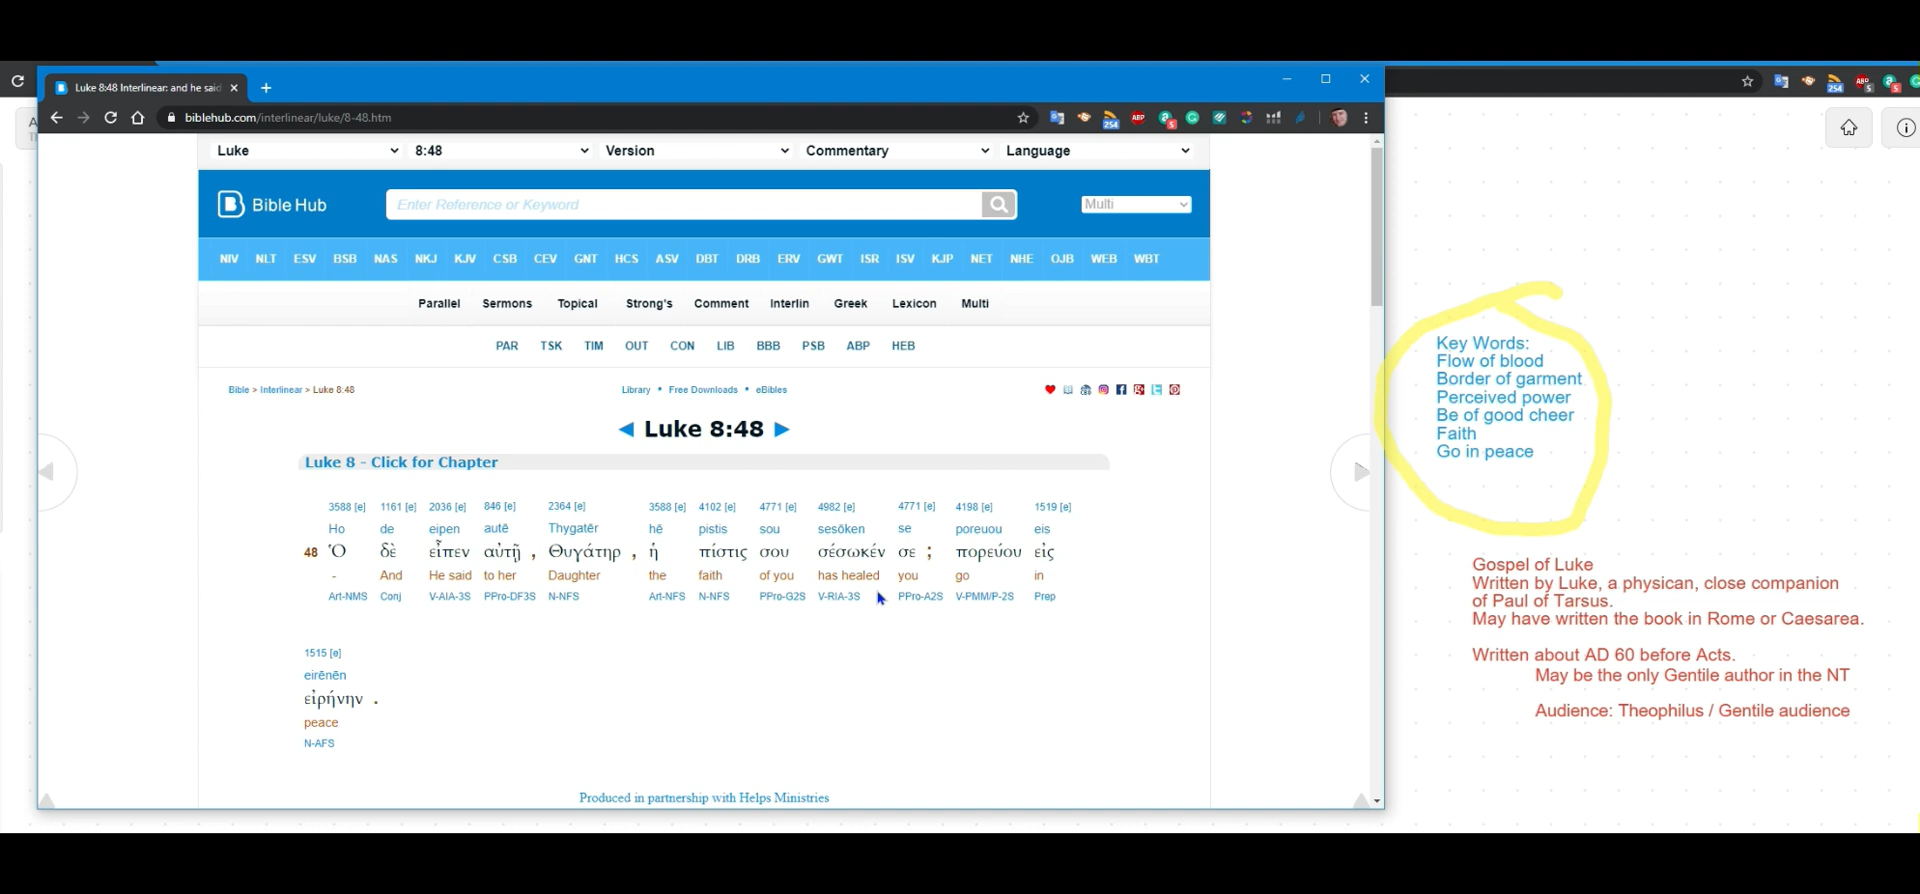 Luke 8:48 Interlinear: and he said
biblehub.com/interlinear/luke/8-48.htm
254
ABP
5
254
ABP
5
5
Luke 8:48 Version Commentary Language
Bible Hub
Enter Reference or Keyword
Multi
NIV NLT ESV BSB NAS NKJ KJV CSB CEV GNT HCS ASV DBT DRB ERV GWT ISR ISV KJP NET NHE OJB WEB WBT
Parallel Sermons Topical Strong's Comment Interlin Greek Lexicon Multi
PAR TSK TIM OUT CON LIB BBB PSB ABP HEB
Bible > Interlinear > Luke 8:48
Library • Free Downloads • eBibles
◄ Luke 8:48 ►
Luke 8 - Click for Chapter
3588 [e] 1161 [e] 2036 [e] 846 [e] 2364 [e] 3588 [e] 4102 [e] 4771 [e] 4982 [e] 4771 [e] 4198 [e] 1519 [e]
Ho de eipen autē Thygatēr hē pistis sou sesōken se poreuou eis
48 Ὁ δὲ εἶπεν αὐτῇ , Θυγάτηρ , ἡ πίστις σου σέσωκέν σε ; πορεύου εἰς
- And He said to her Daughter the faith of you has healed you go in
Art-NMS Conj V-AIA-3S PPro-DF3S N-NFS Art-NFS N-NFS PPro-G2S V-RIA-3S PPro-A2S V-PMM/P-2S Prep
1515 [e]
eirēnēn
εἰρήνην .
peace
N-AFS
Produced in partnership with Helps Ministries
Key Words:
Flow of blood
Border of garment
Perceived power
Be of good cheer
Faith
Go in peace
Gospel of Luke
Written by Luke, a physican, close companion
of Paul of Tarsus.
May have written the book in Rome or Caesarea.
Written about AD 60 before Acts.
May be the only Gentile author in the NT
Audience: Theophilus / Gentile audience